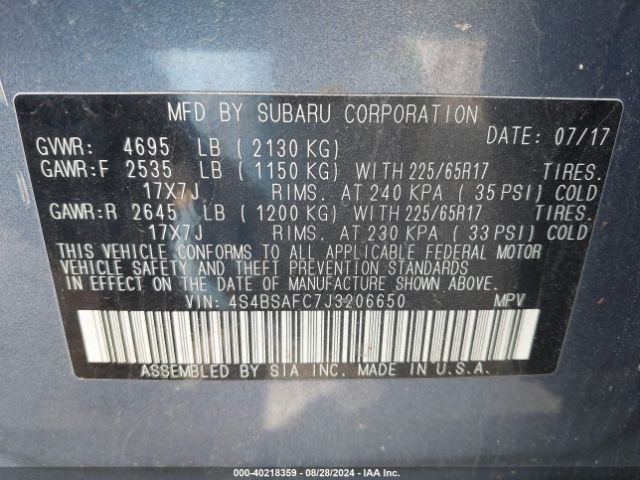 MFD BY SUBARU CORPORATION
DATE: 07/17
GVWR: 4695 LB ( 2130 KG)
GAWR:F 2535 LB ( 1150 KG) WITH 225/65R17 TIRES.
17X7J RIMS. AT 240 KPA ( 35 PSI) COLD
GAWR:R 2645 LB ( 1200 KG) WITH 225/65R17 TIRES.
17X7J RIMS. AT 230 KPA ( 33 PSI) COLD
THIS VEHICLE CONFORMS TO ALL APPLICABLE FEDERAL MOTOR
VEHICLE SAFETY AND THEFT PREVENTION STANDARDS
IN EFFECT ON THE DATE OF MANUFACTURE SHOWN ABOVE.
VIN: 4S4BSAFC7J3206650 MPV
ASSEMBLED BY SIA INC. MADE IN U.S.A.
000-40218359 - 08/28/2024 - IAA Inc.